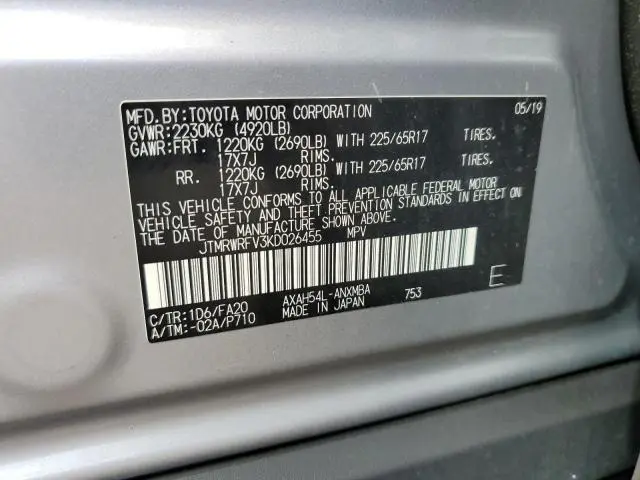 MFD.BY:TOYOTA MOTOR CORPORATION 05/19
GVWR:2230KG (4920LB)
GAWR:FRT. 1220KG (2690LB) WITH 225/65R17 TIRES.
17X7J RIMS.
RR. 1220KG (2690LB) WITH 225/65R17 TIRES.
17X7J RIMS.
THIS VEHICLE CONFORMS TO ALL APPLICABLE FEDERAL MOTOR
VEHICLE SAFETY AND THEFT PREVENTION STANDARDS IN EFFECT ON
THE DATE OF MANUFACTURE SHOWN ABOVE.
JTMRWRFV3KD026455 MPV
C/TR:1D6/FA20 AXAH54L-ANXMBA 753 E
A/TM:-02A/P710 MADE IN JAPAN